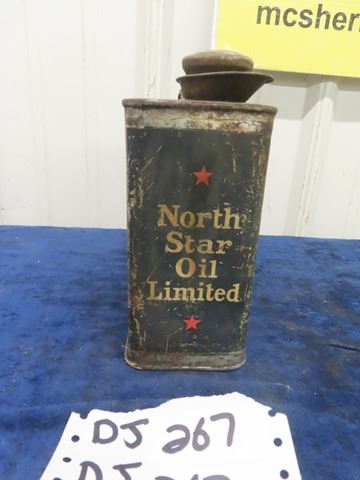 mcsher
North
Star
Oil
Limited
DJ 267